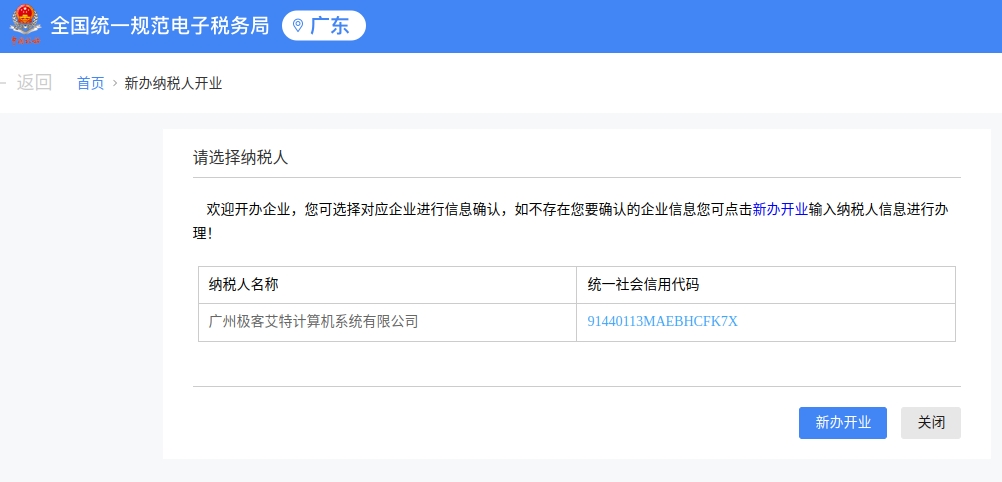 全国统一规范电子税务局 广东
返回 首页 > 新办纳税人开业
请选择纳税人
欢迎开办企业，您可选择对应企业进行信息确认，如不存在您要确认的企业信息您可点击新办开业输入纳税人信息进行办
理！
纳税人名称 统一社会信用代码
广州极客艾特计算机系统有限公司 91440113MAEBHCFK7X
新办开业 关闭